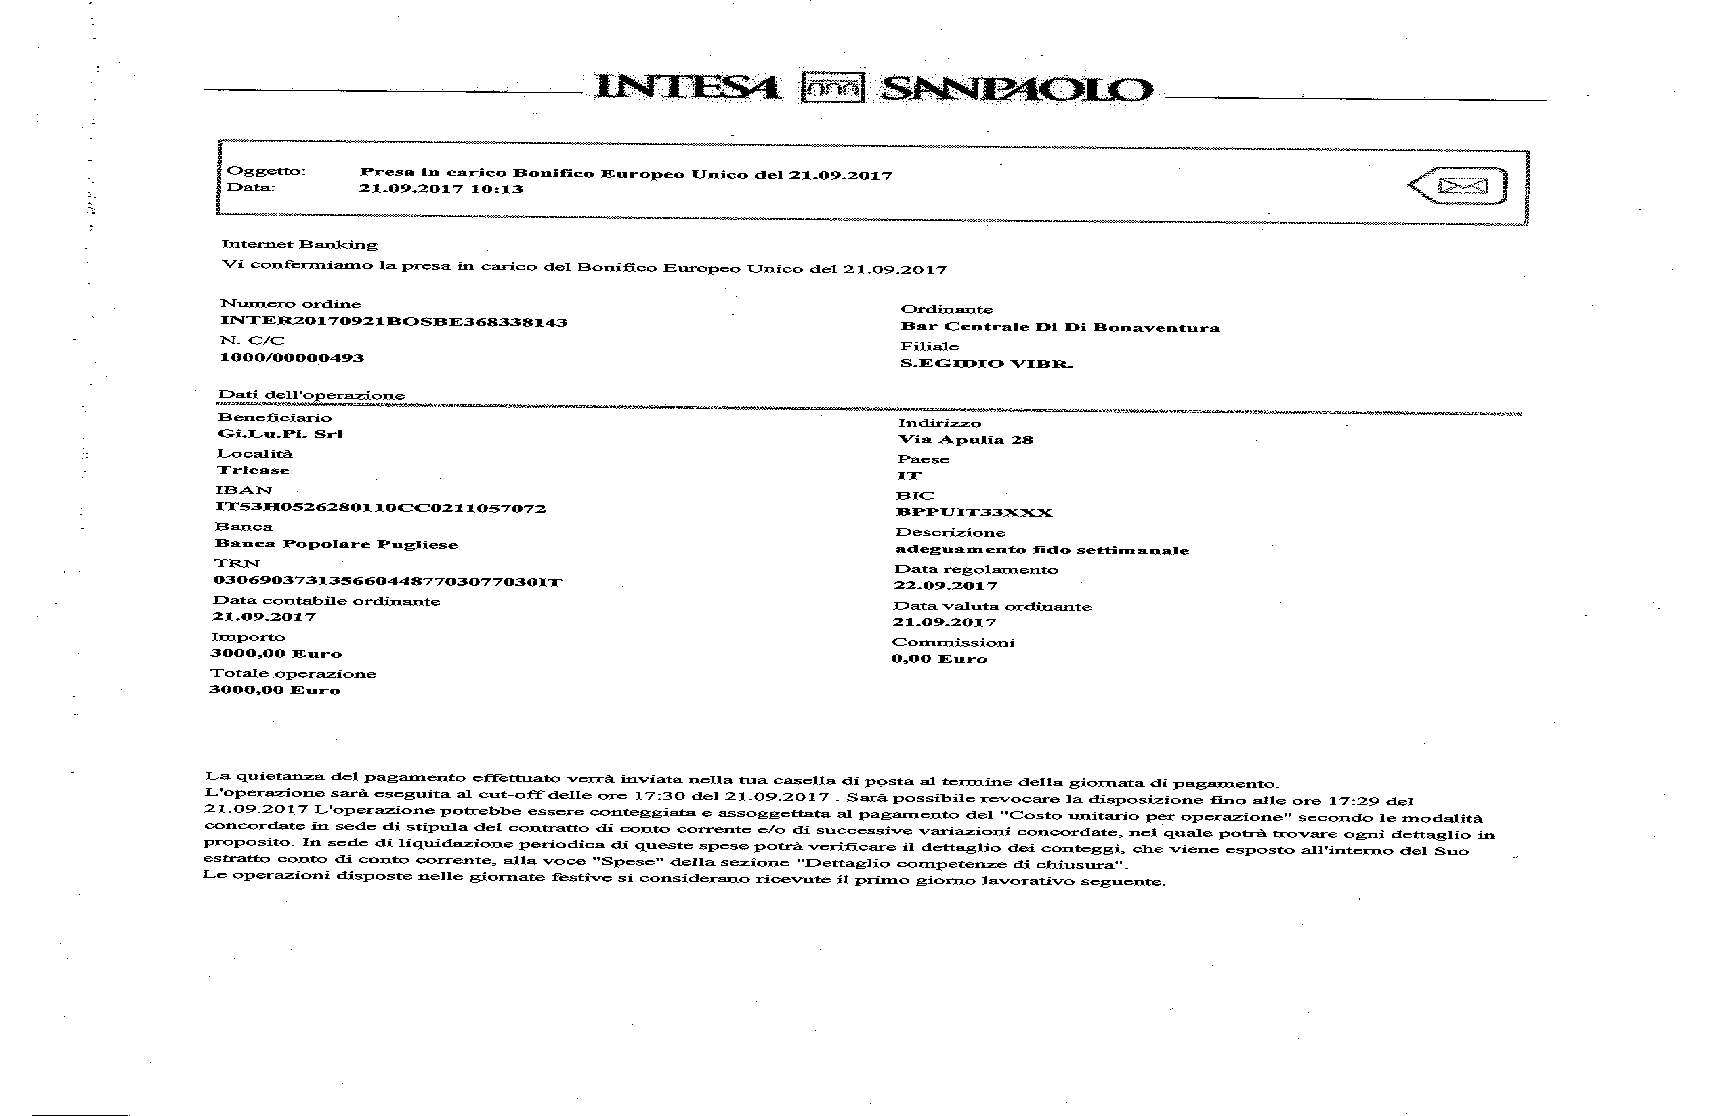 INTESA SANPAOLO
Oggetto: Presa in carico Bonifico Europeo Unico del 21.09.2017
Data: 21.09.2017 10:13
Internet Banking
Vi confermiamo la presa in carico del Bonifico Europeo Unico del 21.09.2017
Numero ordine
INTER20170921BOSBE368338143
N. C/C
1000/00000493
Ordinante
Bar Centrale Di Di Bonaventura
Filiale
S.EGIDIO VIBR.
Dati dell'operazione
Beneficiario
Gi.Lu.Pi. Srl
Località
Tricase
IBAN
IT53H0526280110CC0211057072
Banca
Banca Popolare Pugliese
TRN
0306903731356604487703077030IT
Data contabile ordinante
21.09.2017
Importo
3000,00 Euro
Totale operazione
3000,00 Euro
Indirizzo
Via Apulia 28
Paese
IT
BIC
BPPUIT33XXX
Descrizione
adeguamento fido settimanale
Data regolamento
22.09.2017
Data valuta ordinante
21.09.2017
Commissioni
0,00 Euro
La quietanza del pagamento effettuato verrà inviata nella tua casella di posta al termine della giornata di pagamento.
L'operazione sarà eseguita al cut-off delle ore 17:30 del 21.09.2017 . Sarà possibile revocare la disposizione fino alle ore 17:29 del
21.09.2017 L'operazione potrebbe essere conteggiata e assoggettata al pagamento del "Costo unitario per operazione" secondo le modalità
concordate in sede di stipula del contratto di conto corrente e/o di successive variazioni concordate, nel quale potrà trovare ogni dettaglio in
proposito. In sede di liquidazione periodica di queste spese potrà verificare il dettaglio dei conteggi, che viene esposto all'interno del Suo
estratto conto di conto corrente, alla voce "Spese" della sezione "Dettaglio competenze di chiusura".
Le operazioni disposte nelle giornate festive si considerano ricevute il primo giorno lavorativo seguente.